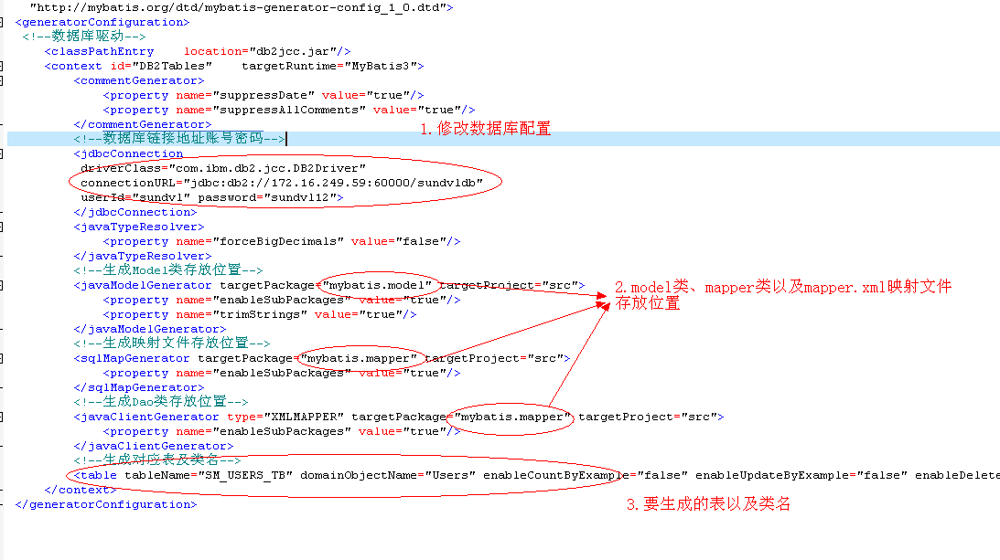 "http://mybatis.org/dtd/mybatis-generator-config_1_0.dtd">
<generatorConfiguration>
<!--数据库驱动-->
<classPathEntry location="db2jcc.jar"/>
<context id="DB2Tables" targetRuntime="MyBatis3">
<commentGenerator>
<property name="suppressDate" value="true"/>
<property name="suppressAllComments" value="true"/>
</commentGenerator>
1.修改数据库配置
<!--数据库链接地址账号密码-->
<jdbcConnection
driverClass="com.ibm.db2.jcc.DB2Driver"
connectionURL="jdbc:db2://172.16.249.59:60000/sundvldb"
userId="sundvl" password="sundvl12">
</jdbcConnection>
<javaTypeResolver>
<property name="forceBigDecimals" value="false"/>
</javaTypeResolver>
<!--生成Model类存放位置-->
<javaModelGenerator targetPackage="mybatis.model" targetProject="src">
2.model类、mapper类以及mapper.xml映射文件
存放位置
<property name="enableSubPackages" value="true"/>
<property name="trimStrings" value="true"/>
</javaModelGenerator>
<!--生成映射文件存放位置-->
<sqlMapGenerator targetPackage="mybatis.mapper" targetProject="src">
<property name="enableSubPackages" value="true"/>
</sqlMapGenerator>
<!--生成Dao类存放位置-->
<javaClientGenerator type="XMLMAPPER" targetPackage="mybatis.mapper" targetProject="src">
<property name="enableSubPackages" value="true"/>
</javaClientGenerator>
<!--生成对应表及类名-->
<table tableName="SM_USERS_TB" domainObjectName="Users" enableCountByExample="false" enableUpdateByExample="false" enableDelete
</context>
3.要生成的表以及类名
</generatorConfiguration>